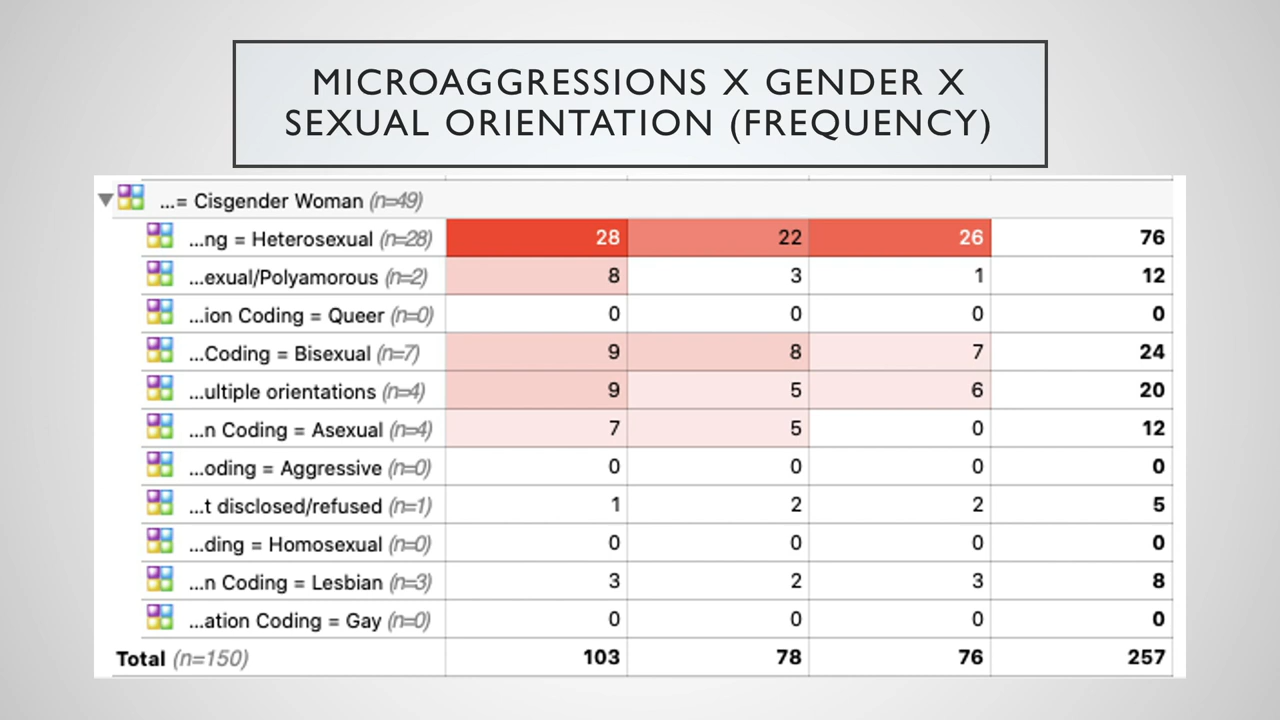 MICROAGGRESSIONS X GENDER X
SEXUAL ORIENTATION (FREQUENCY)
...= Cisgender Woman (n=49)
...ng = Heterosexual (n=28) 28 22 26 76
...exual/Polyamorous (n=2) 8 3 1 12
...ion Coding = Queer (n=0) 0 0 0 0
...Coding = Bisexual (n=7) 9 8 7 24
...ultiple orientations (n=4) 9 5 6 20
...n Coding = Asexual (n=4) 7 5 0 12
...oding = Aggressive (n=0) 0 0 0 0
...t disclosed/refused (n=1) 1 2 2 5
...ding = Homosexual (n=0) 0 0 0 0
...n Coding = Lesbian (n=3) 3 2 3 8
...ation Coding = Gay (n=0) 0 0 0 0
Total (n=150) 103 78 76 257